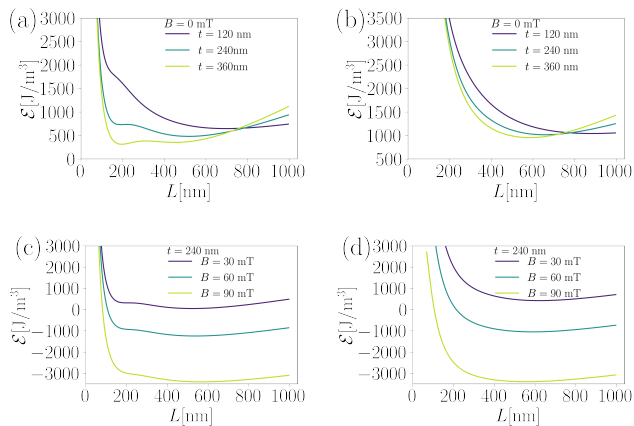 (a)
B = 0 mT
t = 120 nm
t = 240nm
t = 360nm
3500
3000
2500
2000
1500
1000
500
0
0 200 400 600 800 1000
ℰ[J/m³]
L[nm]
(b)
B = 0 mT
t = 120 nm
t = 240 nm
t = 360 nm
3500
3000
2500
2000
1500
1000
500
0 200 400 600 800 1000
ℰ[J/m³]
L[nm]
(c)
t = 240 nm
B = 30 mT
B = 60 mT
B = 90 mT
3000
2000
1000
0
−1000
−2000
−3000
0 200 400 600 800 1000
ℰ[J/m³]
L[nm]
(d)
t = 240 nm
B = 30 mT
B = 60 mT
B = 90 mT
3000
2000
1000
0
−1000
−2000
−3000
0 200 400 600 800 1000
ℰ[J/m³]
L[nm]